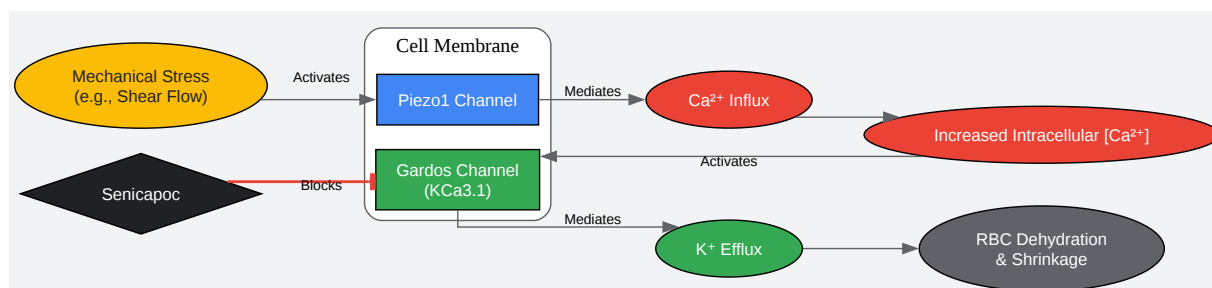 Cell Membrane
Mechanical Stress
(e.g., Shear Flow)
Activates
Piezo1 Channel
Mediates
Ca²⁺ Influx
Increased Intracellular [Ca²⁺]
Activates
Senicapoc
Blocks
Gardos Channel
(KCa3.1)
Mediates
K⁺ Efflux
RBC Dehydration
& Shrinkage